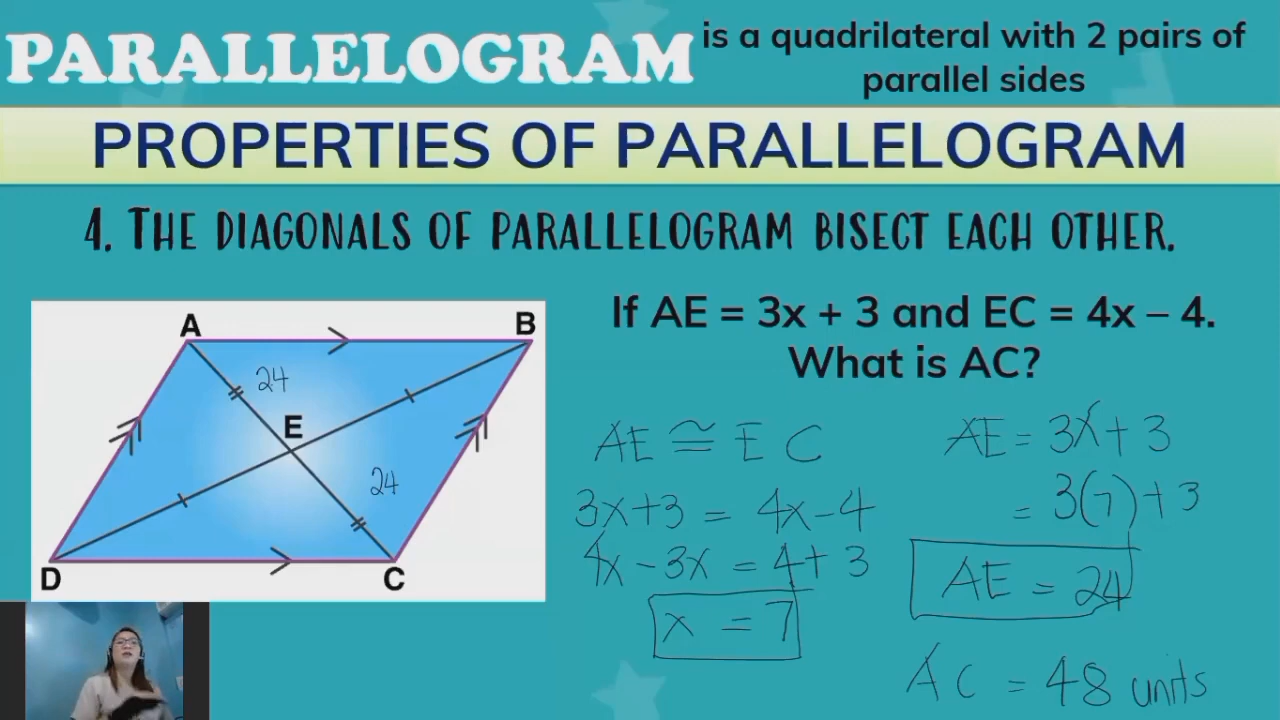 PARALLELOGRAM is a quadrilateral with 2 pairs of
parallel sides
PROPERTIES OF PARALLELOGRAM
4. THE DIAGONALS OF PARALLELOGRAM BISECT EACH OTHER.
If AE = 3x + 3 and EC = 4x – 4.
What is AC?
A
B
24
E
24
D
C
AE ≅ EC
3x+3 = 4x-4
4x-3x = 4+3
x = 7
AE = 3x+3
= 3(7)+3
AE = 24
AC = 48 units